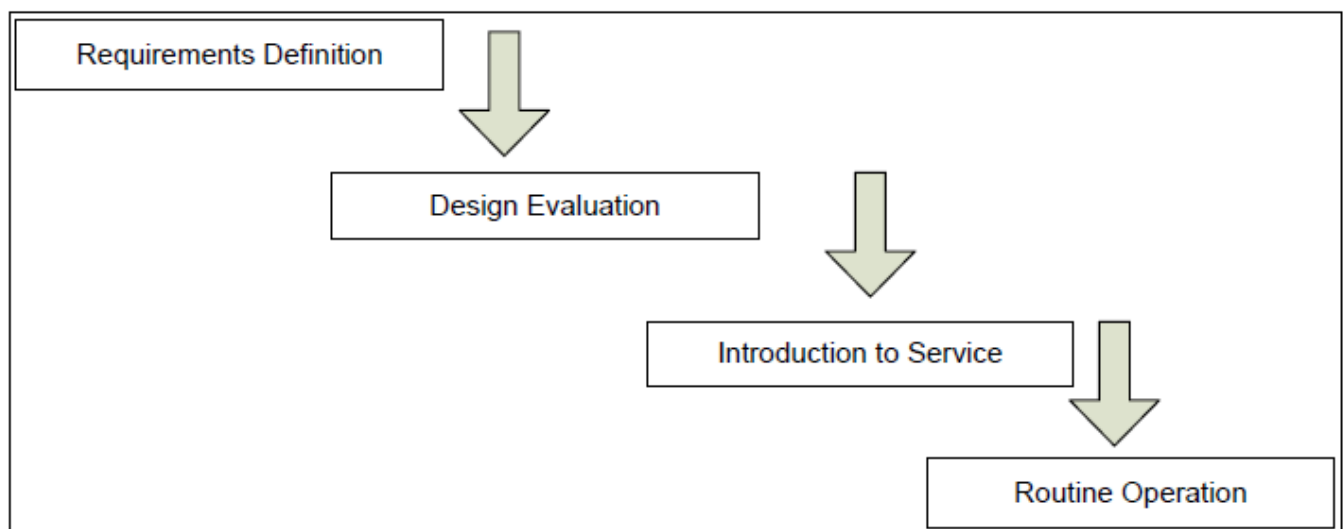 Requirements Definition
Design Evaluation
Introduction to Service
Routine Operation